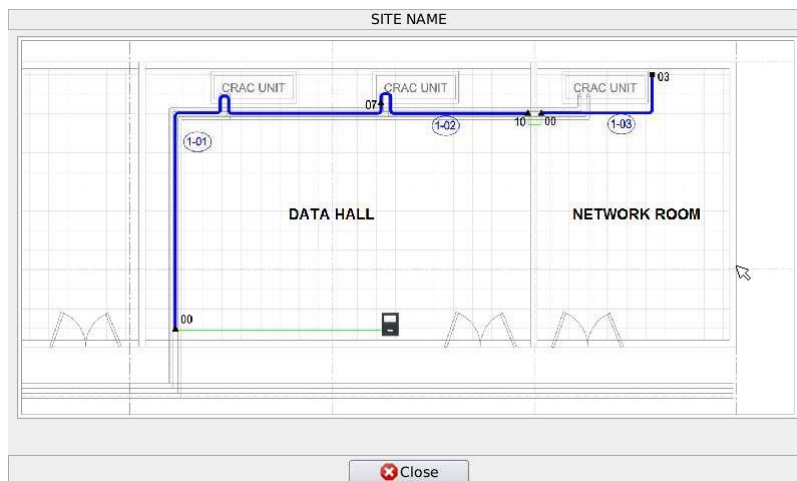 SITE NAME
CRAC UNIT
CRAC UNIT
CRAC UNIT
03
07
10
00
1-01
1-02
1-03
DATA HALL
NETWORK ROOM
00
Close